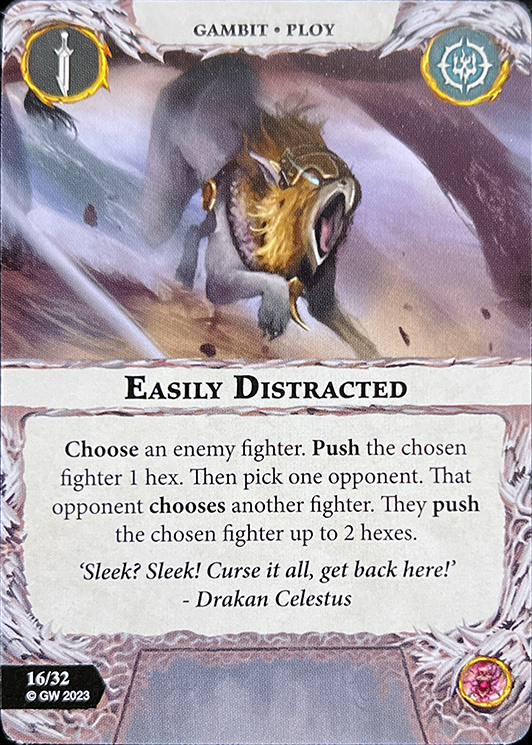 GAMBIT • PLOY
EASILY DISTRACTED
Choose an enemy fighter. Push the chosen
fighter 1 hex. Then pick one opponent. That
opponent chooses another fighter. They push
the chosen fighter up to 2 hexes.
‘Sleek? Sleek! Curse it all, get back here!’
- Drakan Celestus
16/32
© GW 2023